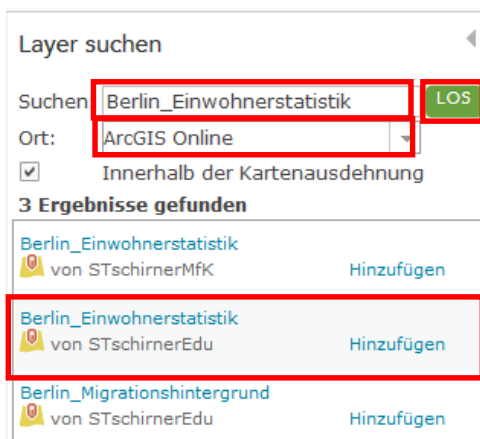 Layer suchen
Suchen Berlin_Einwohnerstatistik LOS
Ort: ArcGIS Online
Innerhalb der Kartenausdehnung
3 Ergebnisse gefunden
Berlin_Einwohnerstatistik
von STschirnerMfK Hinzufügen
Berlin_Einwohnerstatistik
von STschirnerEdu Hinzufügen
Berlin_Migrationshintergrund
von STschirnerEdu Hinzufügen